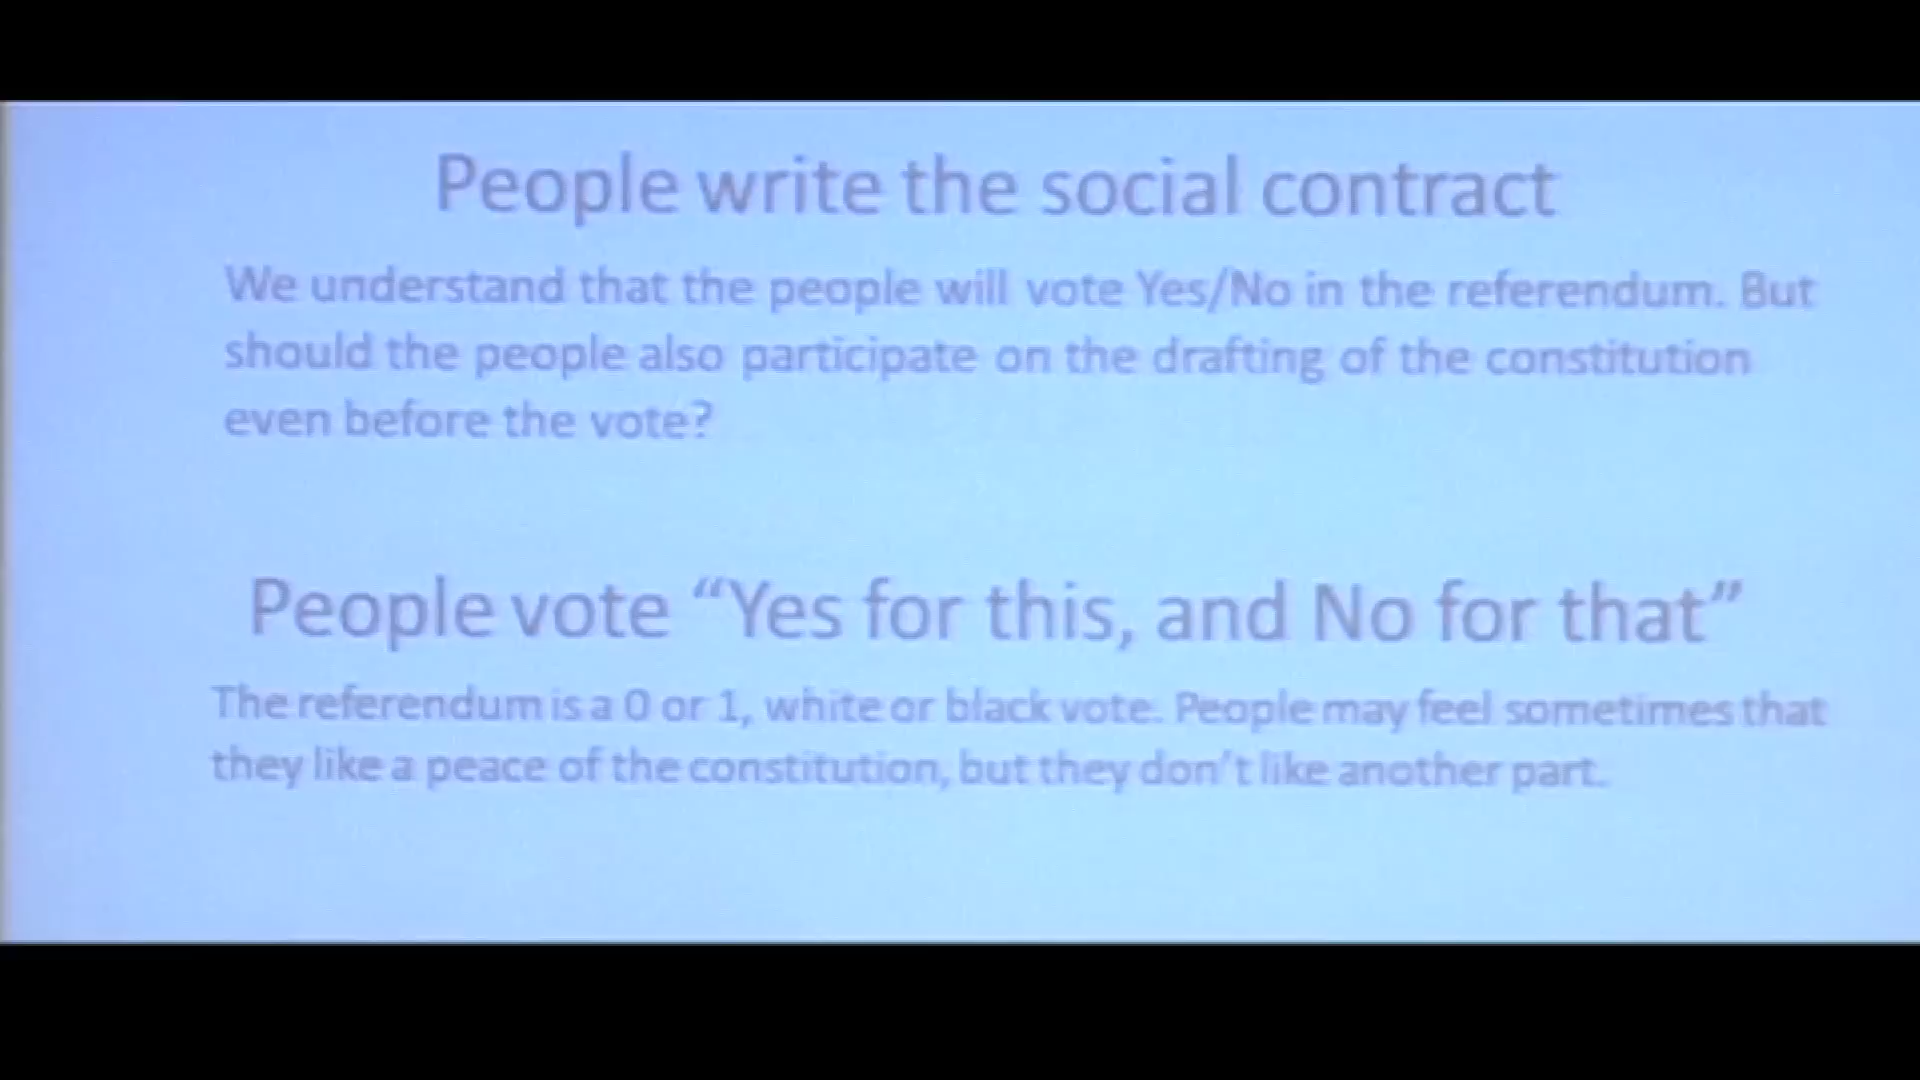 People write the social contract
We understand that the people will vote Yes/No in the referendum. But
should the people also participate on the drafting of the constitution
even before the vote?
People vote “Yes for this, and No for that”
The referendum is a 0 or 1, white or black vote. People may feel sometimes that
they like a peace of the constitution, but they don’t like another part.